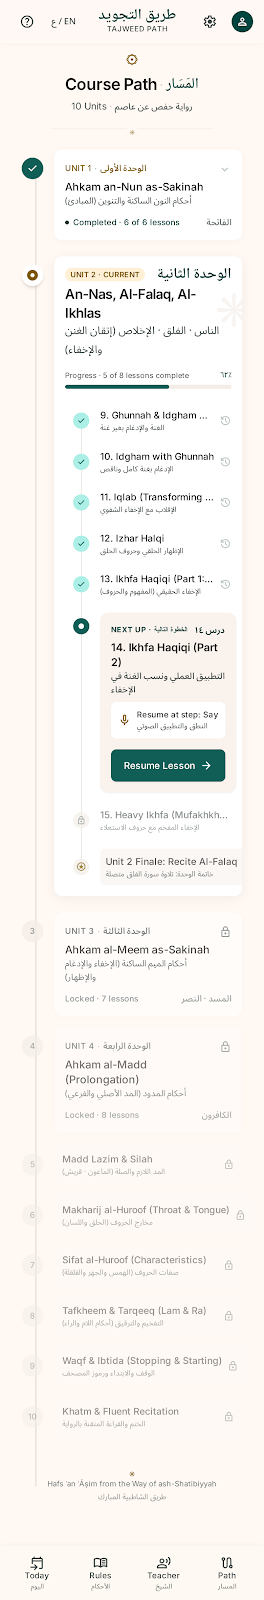 ع / EN
طريق التجويد
TAJWEED PATH
Course Path · المَسَار
10 Units · رواية حفص عن عاصم
UNIT 1 · الوحدة الأولى
Ahkam an-Nun as-Sakinah
أحكام النون الساكنة والتنوين (المبادئ)
Completed · 6 of 6 lessons الفاتحة
UNIT 2 · CURRENT الوحدة الثانية
An-Nas, Al-Falaq, Al-
Ikhlas
الناس · الفلق · الإخلاص (إتقان الغنن
والإخفاء)
Progress · 5 of 8 lessons complete ٦٢٪
9. Ghunnah & Idgham ...
الغنة والإدغام بغير غنة
10. Idgham with Ghunnah
الإدغام بغنة كامل وناقص
11. Iqlab (Transforming ...
الإقلاب مع الإخفاء الشفوي
12. Izhar Halqi
الإظهار الحلقي وحروف الحلق
13. Ikhfa Haqiqi (Part 1:...
الإخفاء الحقيقي (المفهوم والحروف)
NEXT UP · الخطوة التالية درس ١٤
14. Ikhfa Haqiqi (Part
2)
التطبيق العملي ونسب الغنة في
الإخفاء
Resume at step: Say
النطق والتطبيق الصوتي
Resume Lesson →
15. Heavy Ikhfa (Mufakhkh...
الإخفاء المفخم مع حروف الاستعلاء
Unit 2 Finale: Recite Al-Falaq
خاتمة الوحدة: تلاوة سورة الفلق متصلة
3
UNIT 3 · الوحدة الثالثة
Ahkam al-Meem as-Sakinah
أحكام الميم الساكنة (الإخفاء والإدغام
والإظهار)
Locked · 7 lessons المسد · النصر
4
UNIT 4 · الوحدة الرابعة
Ahkam al-Madd
(Prolongation)
أحكام المدود (المد الأصلي والفرعي)
Locked · 8 lessons الكافرون
5
Madd Lazim & Silah
المد اللازم والصلة (الماعون · قريش)
6
Makharij al-Huroof (Throat & Tongue)
مخارج الحروف (الحلق واللسان)
7
Sifat al-Huroof (Characteristics)
صفات الحروف (الهمس والجهر والقلقلة)
8
Tafkheem & Tarqeeq (Lam & Ra)
التفخيم والترقيق (أحكام اللام والراء)
9
Waqf & Ibtida (Stopping & Starting)
الوقف والابتداء ورموز المصحف
10
Khatm & Fluent Recitation
الختم والقراءة المتقنة بالرواية
Hafs 'an 'Āṣim from the Way of ash-Shatibiyyah
طريق الشاطبية المبارك
Today Rules Teacher Path
اليوم الأحكام الشيخ المسار